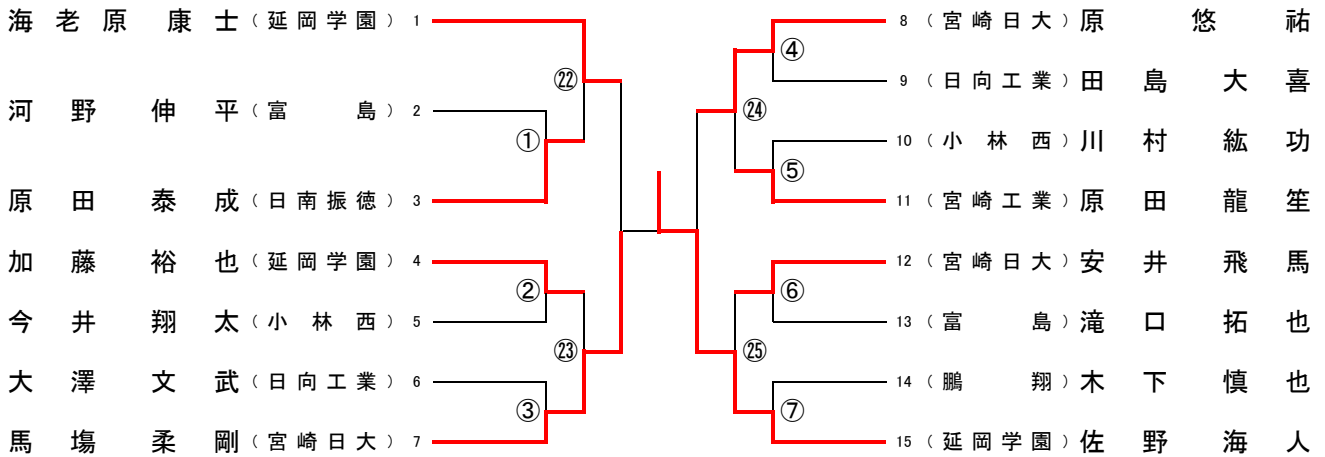 海老原 康士 （延岡学園） 1
河野 伸平 （富島） 2
原田 泰成 （日南振徳） 3
加藤 裕也 （延岡学園） 4
今井 翔太 （小林西） 5
大澤 文武 （日向工業） 6
馬塲 柔剛 （宮崎日大） 7
㉒
①
②
㉓
③
④
㉔
⑤
⑥
㉕
⑦
8 （宮崎日大） 原 悠祐
9 （日向工業） 田島 大喜
10 （小林西） 川村 紘功
11 （宮崎工業） 原田 龍笙
12 （宮崎日大） 安井 飛馬
13 （富島） 滝口 拓也
14 （鵬翔） 木下 慎也
15 （延岡学園） 佐野 海人